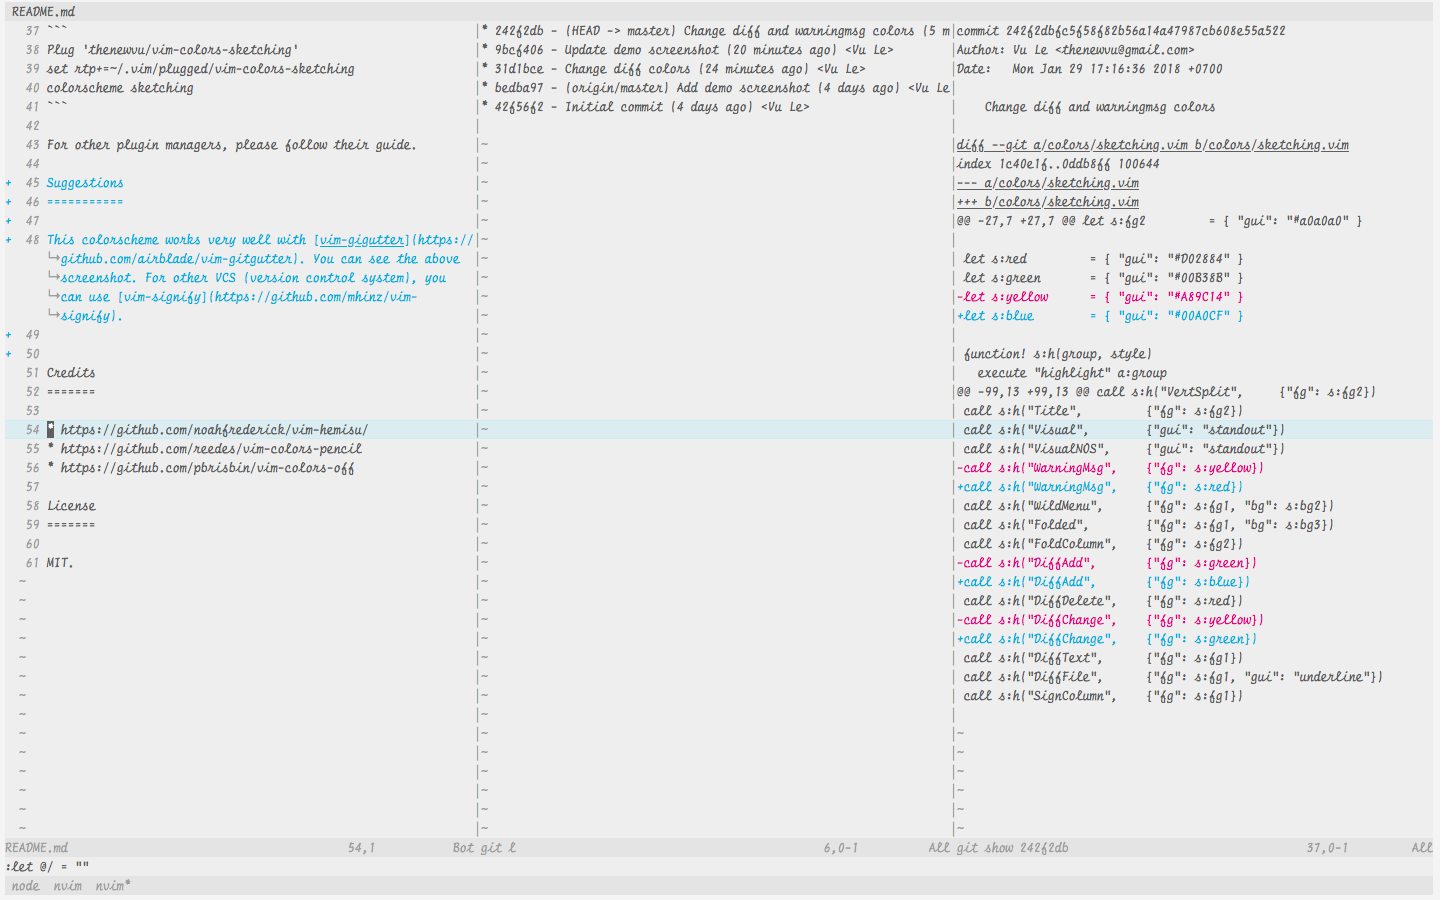 README.md
37 ```
38 Plug 'thenewvu/vim-colors-sketching'
39 set rtp+=~/.vim/plugged/vim-colors-sketching
40 colorscheme sketching
41 ```
42
43 For other plugin managers, please follow their guide.
44
+ 45 Suggestions
+ 46 ===========
+ 47
+ 48 This colorscheme works very well with [vim-gigutter](https://
└→github.com/airblade/vim-gitgutter). You can see the above
└→screenshot. For other VCS (version control system), you
└→can use [vim-signify](https://github.com/mhinz/vim-
└→signify).
+ 49
+ 50
51 Credits
52 =======
53
54 * https://github.com/noahfrederick/vim-hemisu/
55 * https://github.com/reedes/vim-colors-pencil
56 * https://github.com/pbrisbin/vim-colors-off
57
58 License
59 =======
60
61 MIT.
* 242f2db - (HEAD -> master) Change diff and warningmsg colors (5 m
* 9bcf406 - Update demo screenshot (20 minutes ago) <Vu Le>
* 31d1bce - Change diff colors (24 minutes ago) <Vu Le>
* bedba97 - (origin/master) Add demo screenshot (4 days ago) <Vu Le
* 42f56f2 - Initial commit (4 days ago) <Vu Le>
commit 242f2dbfc5f58f82b56a14a47987cb608e55a522
Author: Vu Le <thenewvu@gmail.com>
Date:   Mon Jan 29 17:16:36 2018 +0700
Change diff and warningmsg colors
diff --git a/colors/sketching.vim b/colors/sketching.vim
index 1c40e1f..0ddb8ff 100644
--- a/colors/sketching.vim
+++ b/colors/sketching.vim
@@ -27,7 +27,7 @@ let s:fg2         = { "gui": "#a0a0a0" }
let s:red         = { "gui": "#D02884" }
let s:green       = { "gui": "#00B38B" }
-let s:yellow      = { "gui": "#A89C14" }
+let s:blue        = { "gui": "#00A0CF" }
function! s:h(group, style)
execute "highlight" a:group
@@ -99,13 +99,13 @@ call s:h("VertSplit",     {"fg": s:fg2})
call s:h("Title",         {"fg": s:fg2})
call s:h("Visual",        {"gui": "standout"})
call s:h("VisualNOS",     {"gui": "standout"})
-call s:h("WarningMsg",    {"fg": s:yellow})
+call s:h("WarningMsg",    {"fg": s:red})
call s:h("WildMenu",      {"fg": s:fg1, "bg": s:bg2})
call s:h("Folded",        {"fg": s:fg1, "bg": s:bg3})
call s:h("FoldColumn",    {"fg": s:fg2})
-call s:h("DiffAdd",       {"fg": s:green})
+call s:h("DiffAdd",       {"fg": s:blue})
call s:h("DiffDelete",    {"fg": s:red})
-call s:h("DiffChange",    {"fg": s:yellow})
+call s:h("DiffChange",    {"fg": s:green})
call s:h("DiffText",      {"fg": s:fg1})
call s:h("DiffFile",      {"fg": s:fg1, "gui": "underline"})
call s:h("SignColumn",    {"fg": s:fg1})
README.md 54,1 Bot git l 6,0-1 All git show 242f2db 37,0-1 All
:let @/ = ""
node nvim nvim*